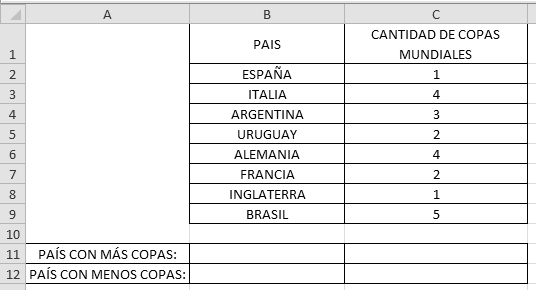 A B C
1 PAIS CANTIDAD DE COPAS
MUNDIALES
2 ESPAÑA 1
3 ITALIA 4
4 ARGENTINA 3
5 URUGUAY 2
6 ALEMANIA 4
7 FRANCIA 2
8 INGLATERRA 1
9 BRASIL 5
10
11 PAÍS CON MÁS COPAS:
12 PAÍS CON MENOS COPAS: